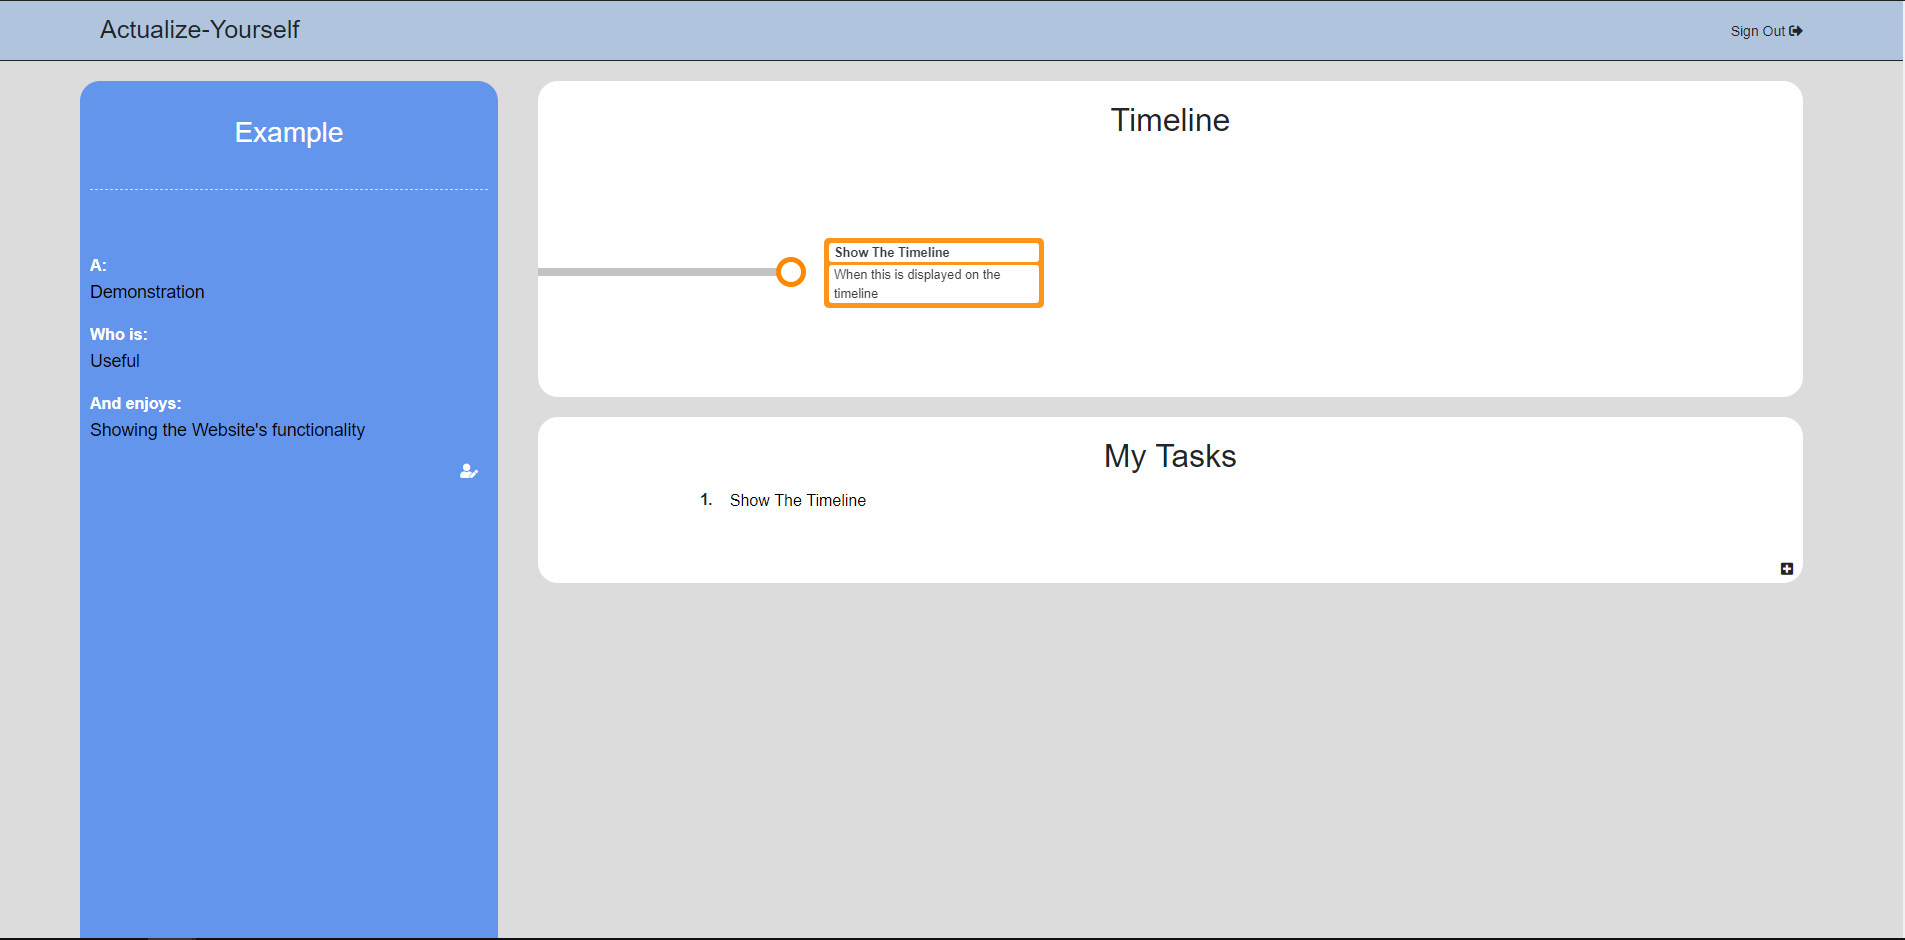 Actualize-Yourself
Sign Out
Example
A:
Demonstration
Who is:
Useful
And enjoys:
Showing the Website's functionality
Timeline
Show The Timeline
When this is displayed on the
timeline
My Tasks
1. Show The Timeline